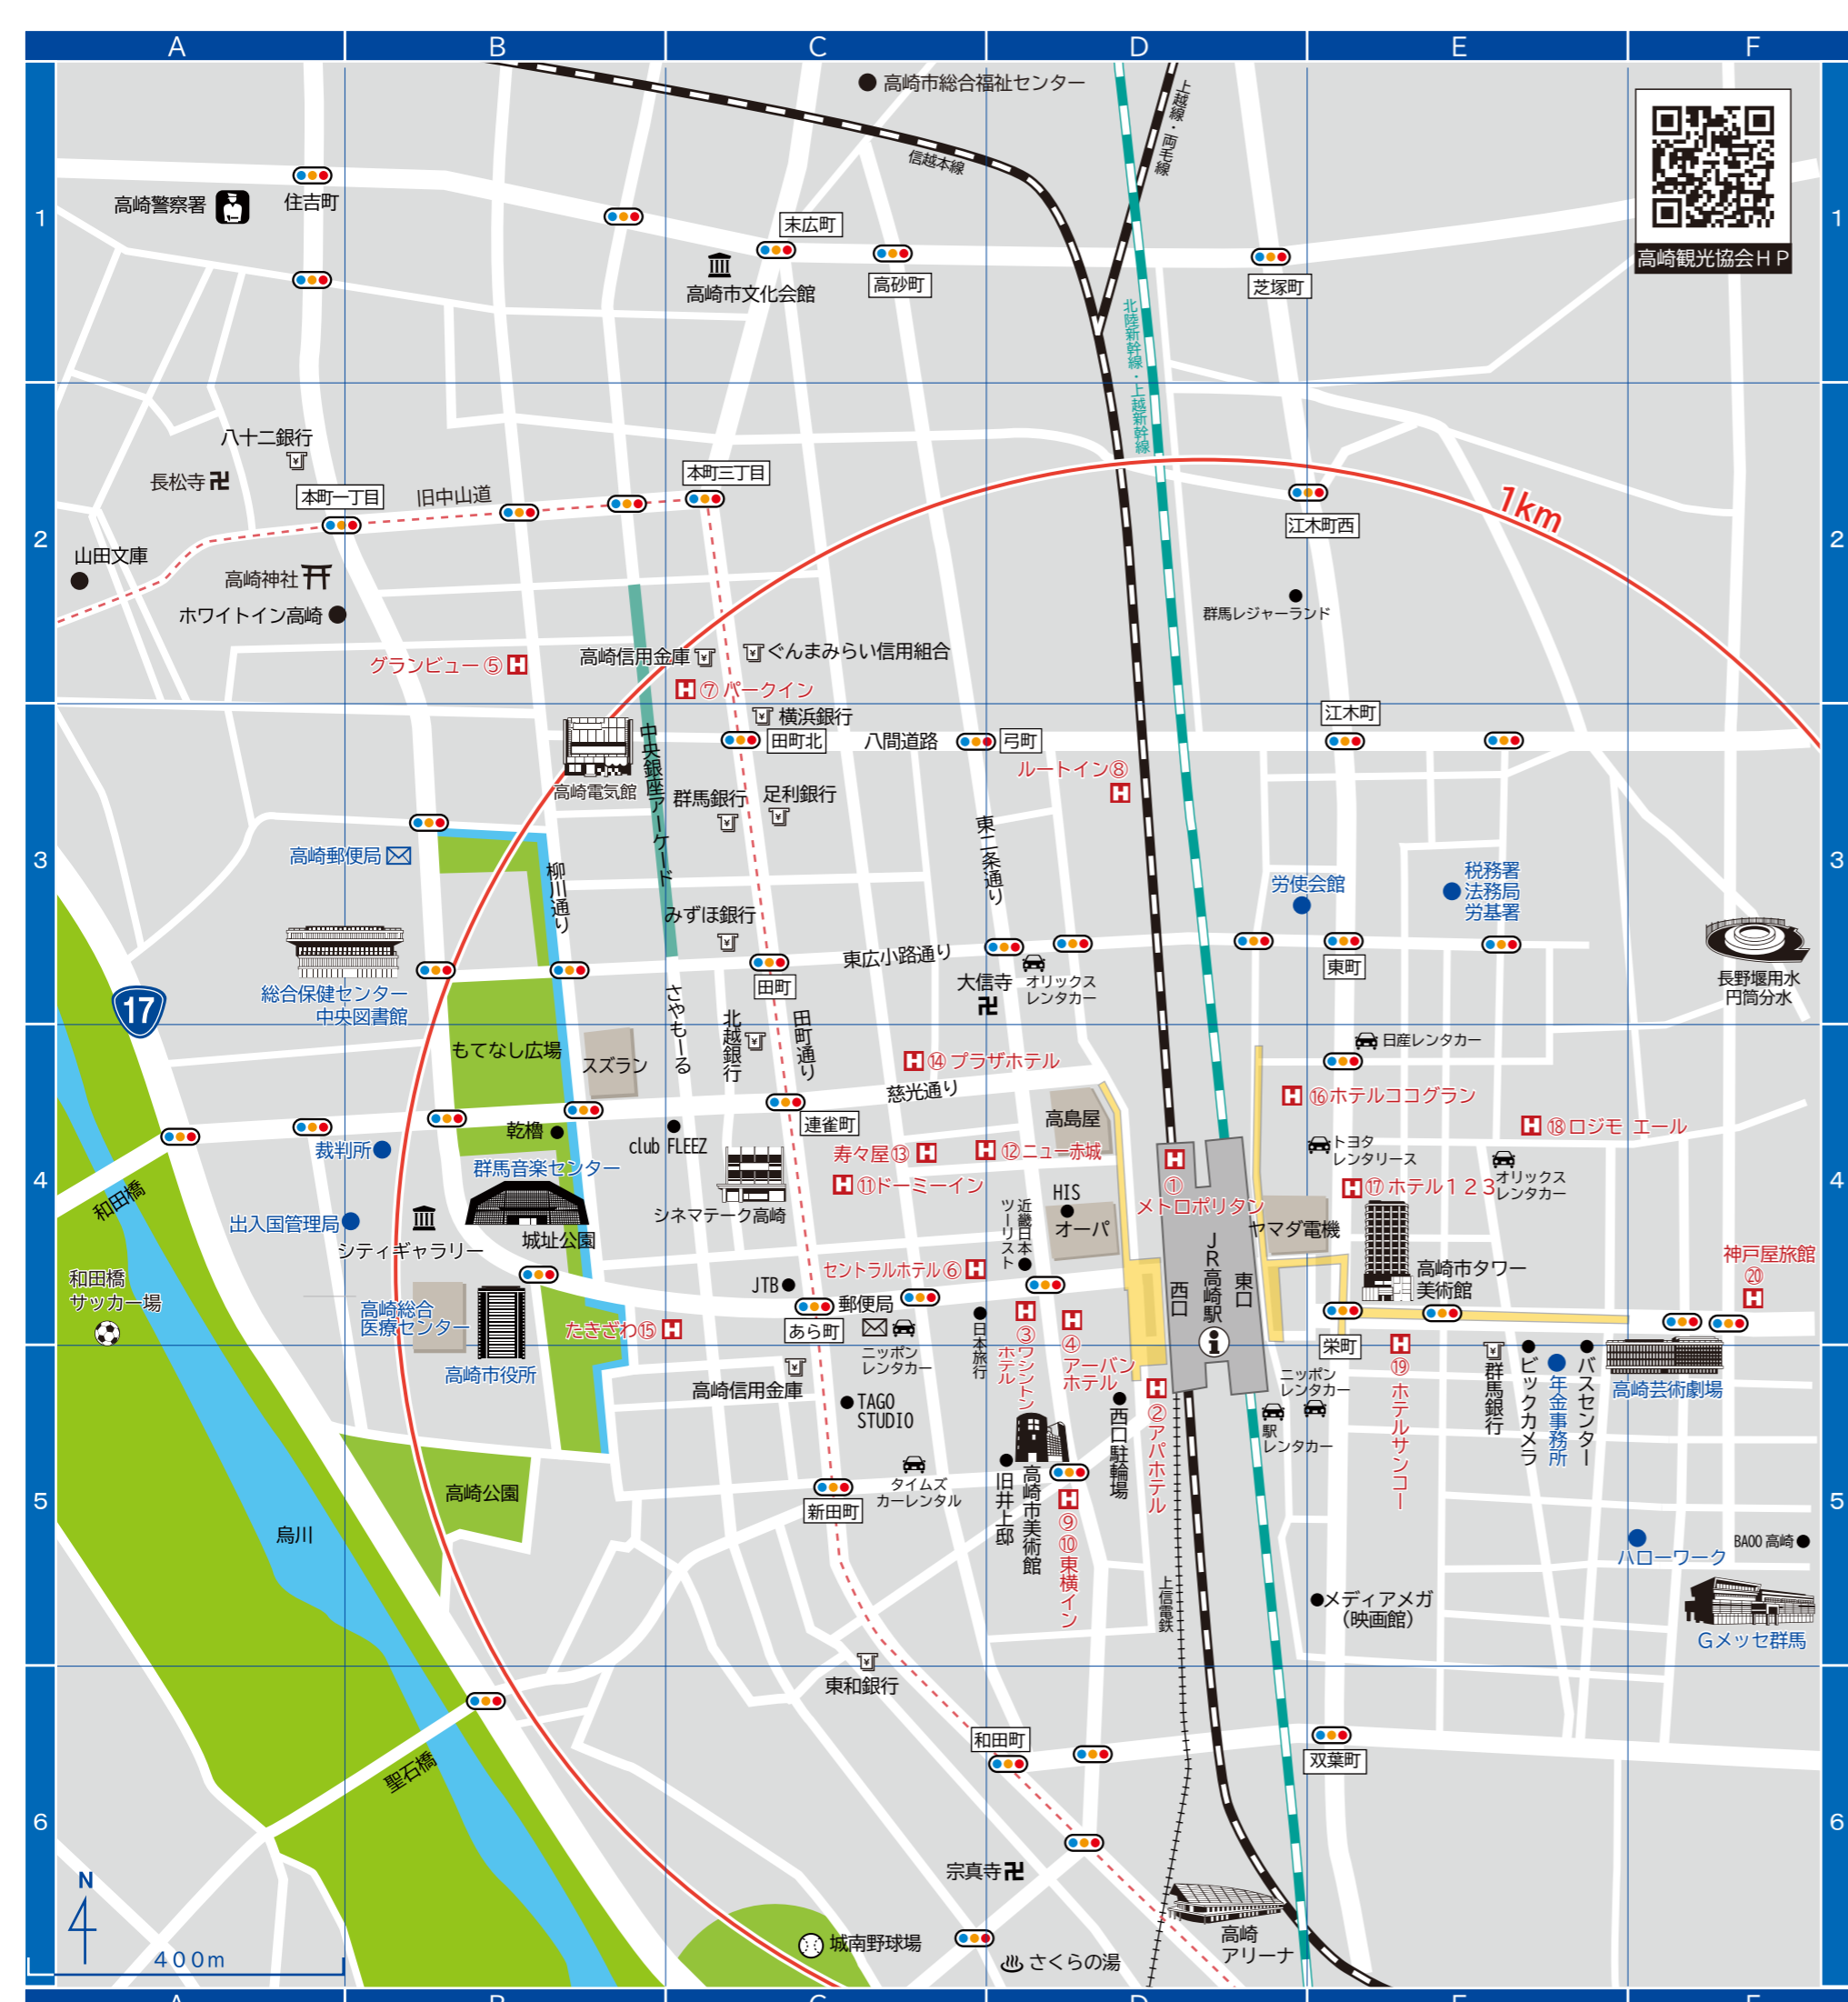 A B C D E F
1
高崎市総合福祉センター
上越線・両毛線
信越本線
高崎警察署
住吉町
末広町
高崎市文化会館
高砂町
芝塚町
高崎観光協会HP
1
北陸新幹線・上越新幹線
2
八十二銀行
長松寺
本町一丁目
旧中山道
本町三丁目
江木町西
1km
2
山田文庫
高崎神社
ホワイトイン高崎
群馬レジャーランド
グランビュー⑤
高崎信用金庫
ぐんまみらい信用組合
⑦パークイン
横浜銀行
田町北
八間道路
弓町
江木町
ルートイン⑧
高崎電気館
中央銀座アーケード
群馬銀行
足利銀行
3
高崎郵便局
柳川通り
東二条通り
労使会館
税務署
法務局
労基署
3
みずほ銀行
東広小路通り
田町
大信寺
オリックス
レンタカー
東町
長野堰用水
円筒分水
総合保健センター
中央図書館
17
さやもーる
北越銀行
田町通り
もてなし広場
スズラン
⑭プラザホテル
慈光通り
日産レンタカー
⑯ホテルココグラン
高島屋
連雀町
乾櫓
club FLEEZ
裁判所
群馬音楽センター
寿々屋⑬
⑫ニュー赤城
トヨタ
レンタリース
⑱ロジモ エール
4
和田橋
⑪ドーミーイン
シネマテーク高崎
①
メトロポリタン
⑰ホテル123
オリックス
レンタカー
4
出入国管理局
シティギャラリー
城址公園
近畿日本
ツーリスト
HIS
オーパ
ヤマダ電機
JR高崎駅
西口
東口
高崎市タワー
美術館
神戸屋旅館
⑳
和田橋
サッカー場
JTB
セントラルホテル⑥
高崎総合
医療センター
高崎市役所
たきざわ⑮
あら町
郵便局
ニッポン
レンタカー
日本旅行
③ワシントン
ホテル
④
アーバン
ホテル
栄町
⑲ホテルサンコー
群馬銀行
ビックカメラ
年金事務所
バスセンター
高崎芸術劇場
高崎信用金庫
TAGO
STUDIO
②アパホテル
西口駐輪場
ニッポン
レンタカー
駅
レンタカー
5
高崎公園
烏川
新田町
タイムズ
カーレンタル
旧井上邸
高崎市美術館
⑨⑩東横イン
上信電鉄
ハローワーク
BAOO 高崎
5
メディアメガ
（映画館）
Gメッセ群馬
東和銀行
和田町
双葉町
聖石橋
6
6
宗真寺
N
400m
城南野球場
さくらの湯
高崎
アリーナ
A B C D E F